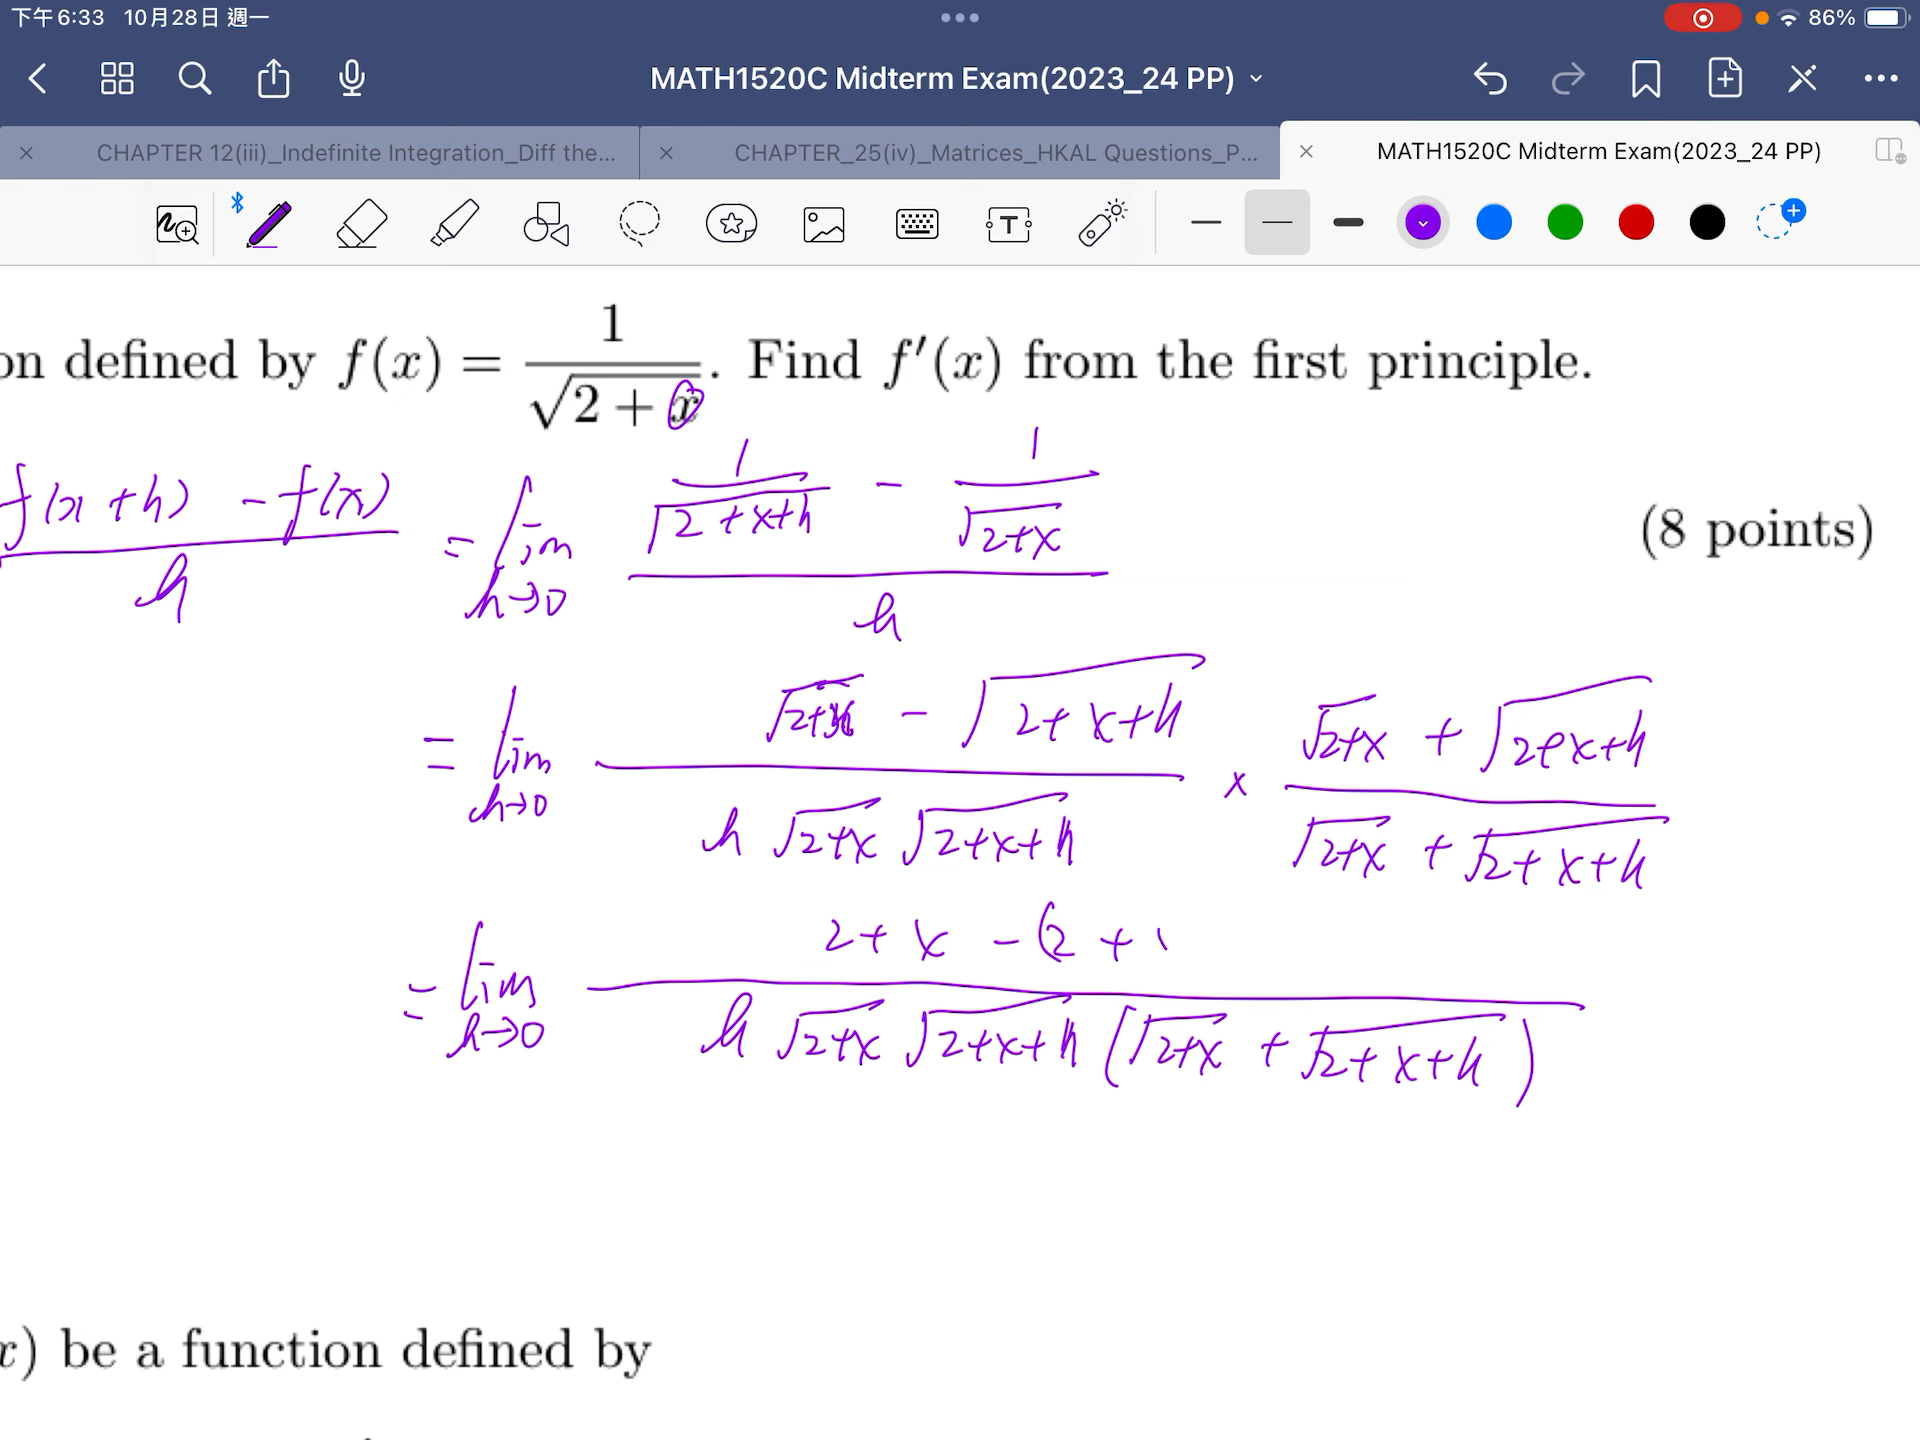 下午6:33 10月28日 週一 86%
MATH1520C Midterm Exam(2023_24 PP)
CHAPTER 12(iii)_Indefinite Integration_Diff the... CHAPTER_25(iv)_Matrices_HKAL Questions_P... MATH1520C Midterm Exam(2023_24 PP)
T
on defined by f(x) = 1/√(2 + x). Find f′(x) from the first principle.
(f(x+h) − f(x))/h = lim h→0 (1/√(2+x+h) − 1/√(2+x))/h
(8 points)
= lim h→0 (√(2+x) − √(2+x+h))/(h √(2+x) √(2+x+h)) × (√(2+x) + √(2+x+h))/(√(2+x) + √(2+x+h))
= lim h→0 (2+x − (2 +)/(h √(2+x) √(2+x+h) (√(2+x) + √(2+x+h)))
x) be a function defined by